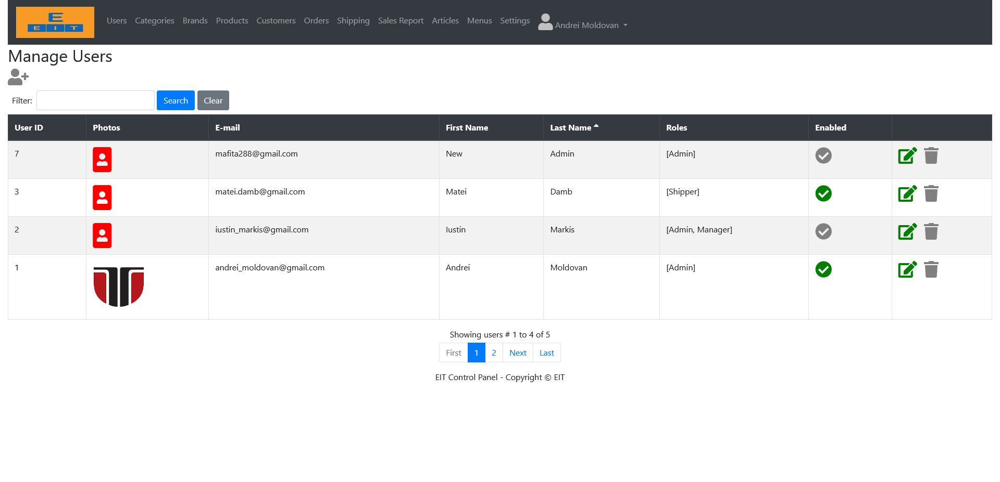 E
E I T
Users Categories Brands Products Customers Orders Shipping Sales Report Articles Menus Settings Andrei Moldovan
Manage Users
Filter: Search Clear
User ID Photos E-mail First Name Last Name Roles Enabled
7 mafita288@gmail.com New Admin [Admin]
3 matei.damb@gmail.com Matei Damb [Shipper]
2 iustin_markis@gmail.com Iustin Markis [Admin, Manager]
1 andrei_moldovan@gmail.com Andrei Moldovan [Admin]
Showing users # 1 to 4 of 5
First 1 2 Next Last
EIT Control Panel - Copyright © EIT